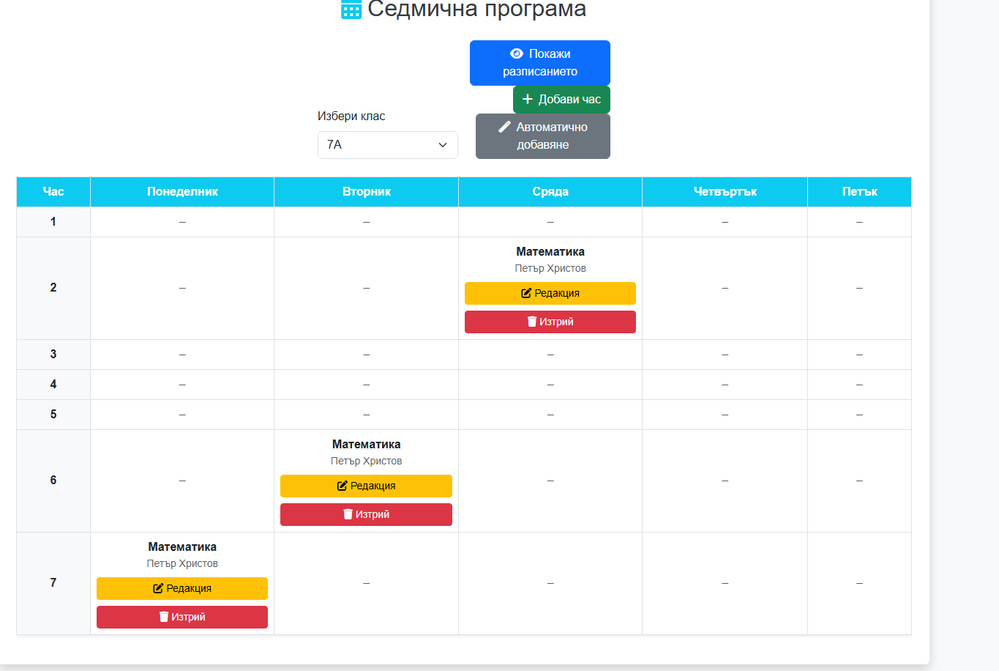 Седмична програма
Покажи
разписанието
Добави час
Автоматично
добавяне
Избери клас
7А
Час Понеделник Вторник Сряда Четвъртък Петък
1 – – – – –
2 – – Математика – –
Петър Христов
Редакция
Изтрий
3 – – – – –
4 – – – – –
5 – – – – –
6 – Математика – – –
Петър Христов
Редакция
Изтрий
7 Математика – – – –
Петър Христов
Редакция
Изтрий